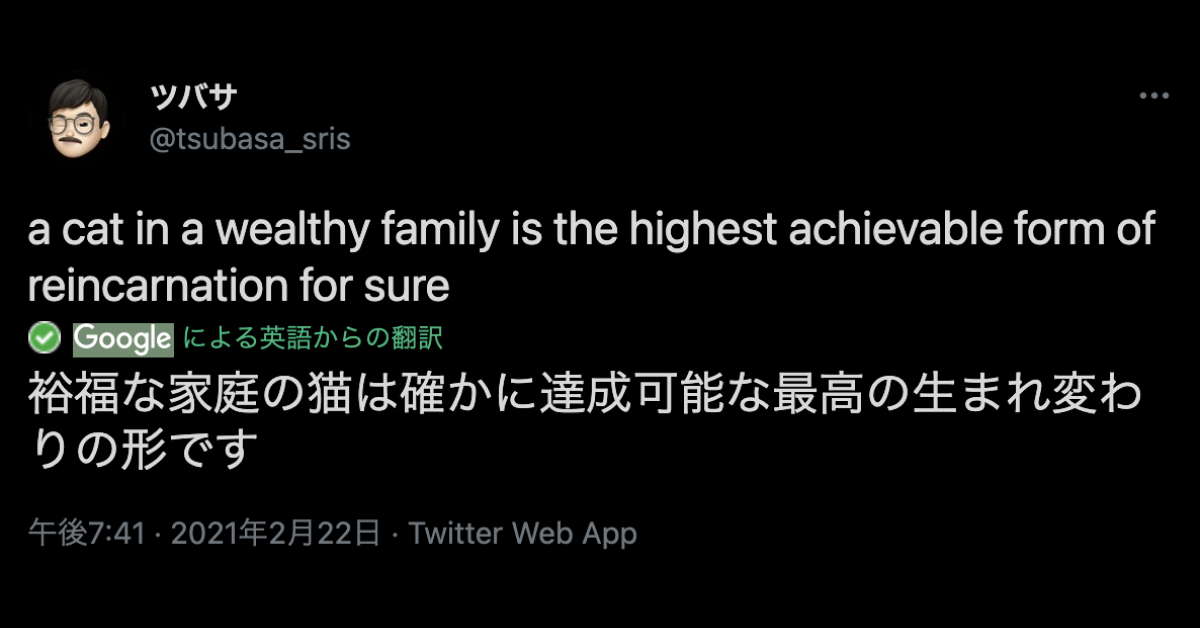 ツバサ
@tsubasa_sris
a cat in a wealthy family is the highest achievable form of
reincarnation for sure
Google による英語からの翻訳
裕福な家庭の猫は確かに達成可能な最高の生まれ変わ
りの形です
午後7:41 · 2021年2月22日 · Twitter Web App